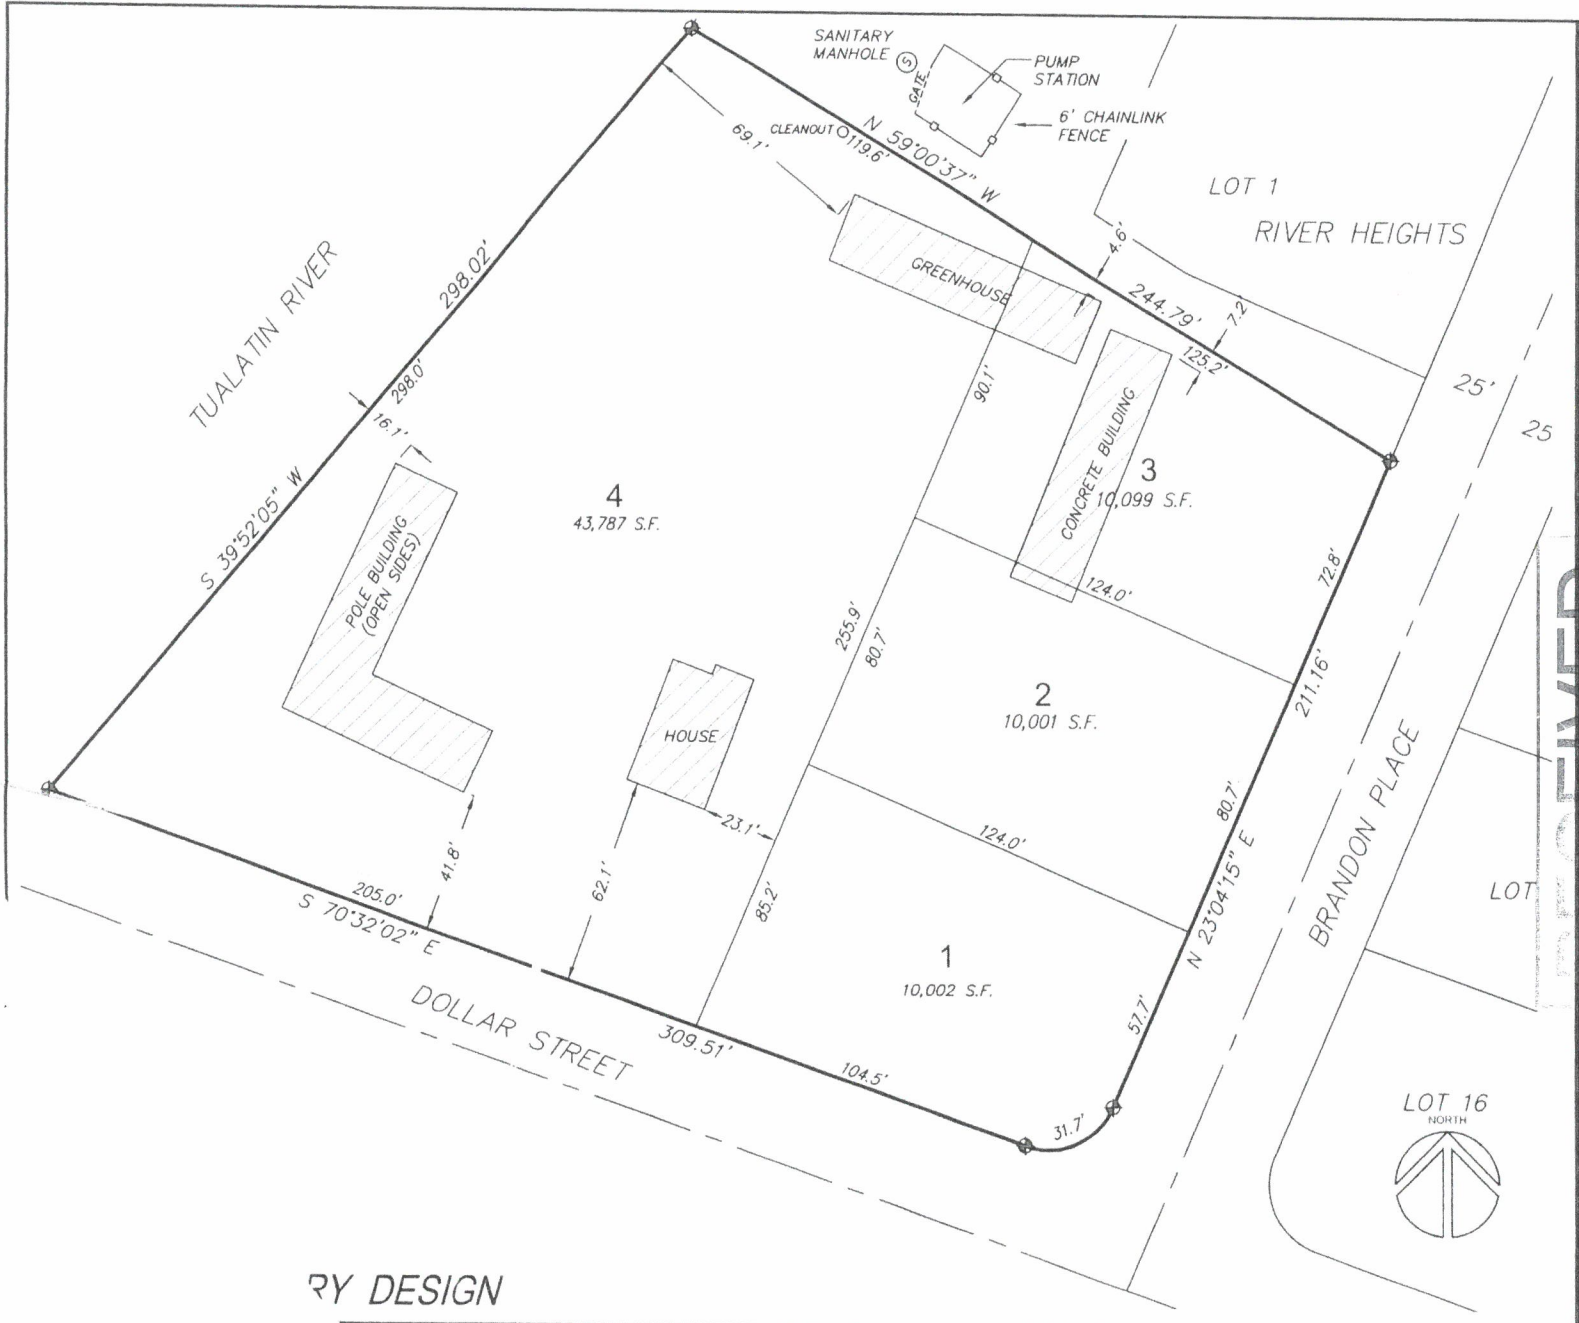 SANITARY
MANHOLE
S
GATE
PUMP
STATION
6' CHAINLINK
FENCE
CLEANOUT
119.6'
N 59°00'37" W
69.1'
LOT 1
RIVER HEIGHTS
4.6'
244.79'
7.2'
125.2'
25'
25
TUALATIN RIVER
298.02'
298.0'
S 39°52'05" W
16.1'
GREENHOUSE
90.1'
CONCRETE BUILDING
3
10,099 S.F.
4
43,787 S.F.
POLE BUILDING
(OPEN SIDES)
124.0'
72.8'
255.9'
80.7'
211.16'
2
10,001 S.F.
HOUSE
23.1'
124.0'
80.7'
N 23°04'15" E
BRANDON PLACE
41.8'
62.1'
85.2'
205.0'
S 70°32'02" E
1
10,002 S.F.
57.7'
LOT
DOLLAR STREET
309.51'
104.5'
31.7'
LOT 16
NORTH
RY DESIGN